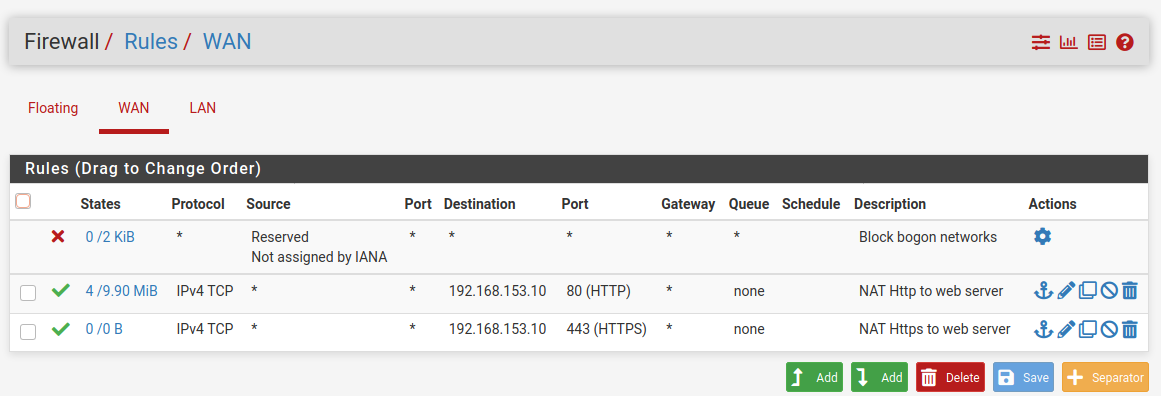 Firewall / Rules / WAN
Floating WAN LAN
Rules (Drag to Change Order)
States Protocol Source Port Destination Port Gateway Queue Schedule Description Actions
0 /2 KiB * Reserved * * * * * Block bogon networks
Not assigned by IANA
4 /9.90 MiB IPv4 TCP * * 192.168.153.10 80 (HTTP) * none NAT Http to web server
0 /0 B IPv4 TCP * * 192.168.153.10 443 (HTTPS) * none NAT Https to web server
Add Add Delete Save Separator